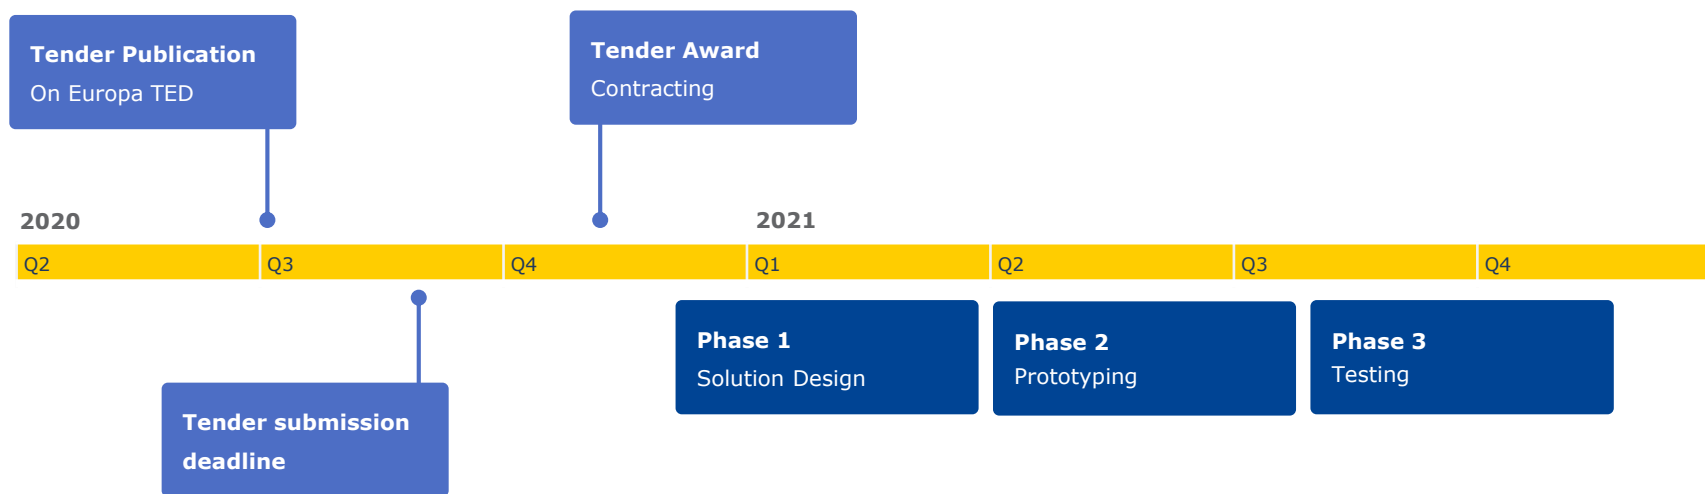 Tender Publication
On Europa TED
Tender Award
Contracting
2020
2021
Q2
Q3
Q4
Q1
Q2
Q3
Q4
Phase 1
Solution Design
Phase 2
Prototyping
Phase 3
Testing
Tender submission
deadline